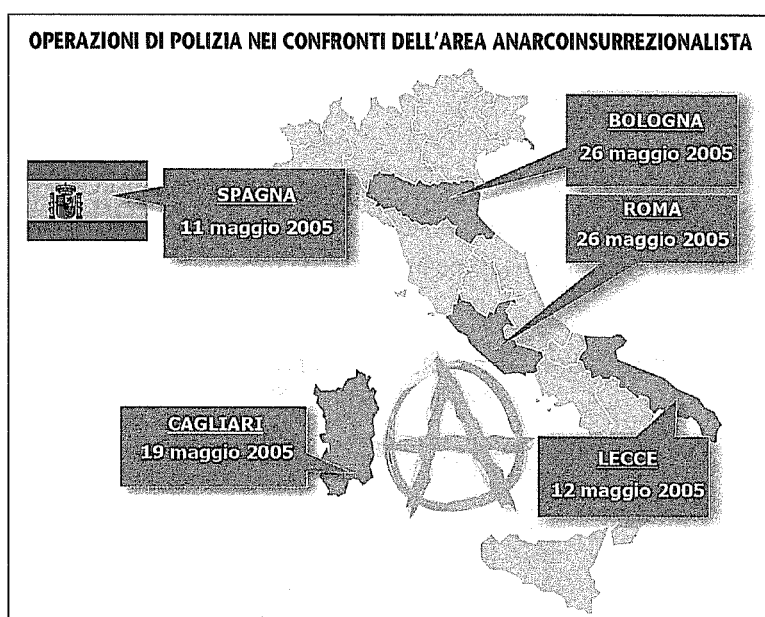 OPERAZIONI DI POLIZIA NEI CONFRONTI DELL'AREA ANARCOINSURREZIONALISTA
BOLOGNA
26 maggio 2005
SPAGNA
11 maggio 2005
ROMA
26 maggio 2005
CAGLIARI
19 maggio 2005
LECCE
12 maggio 2005